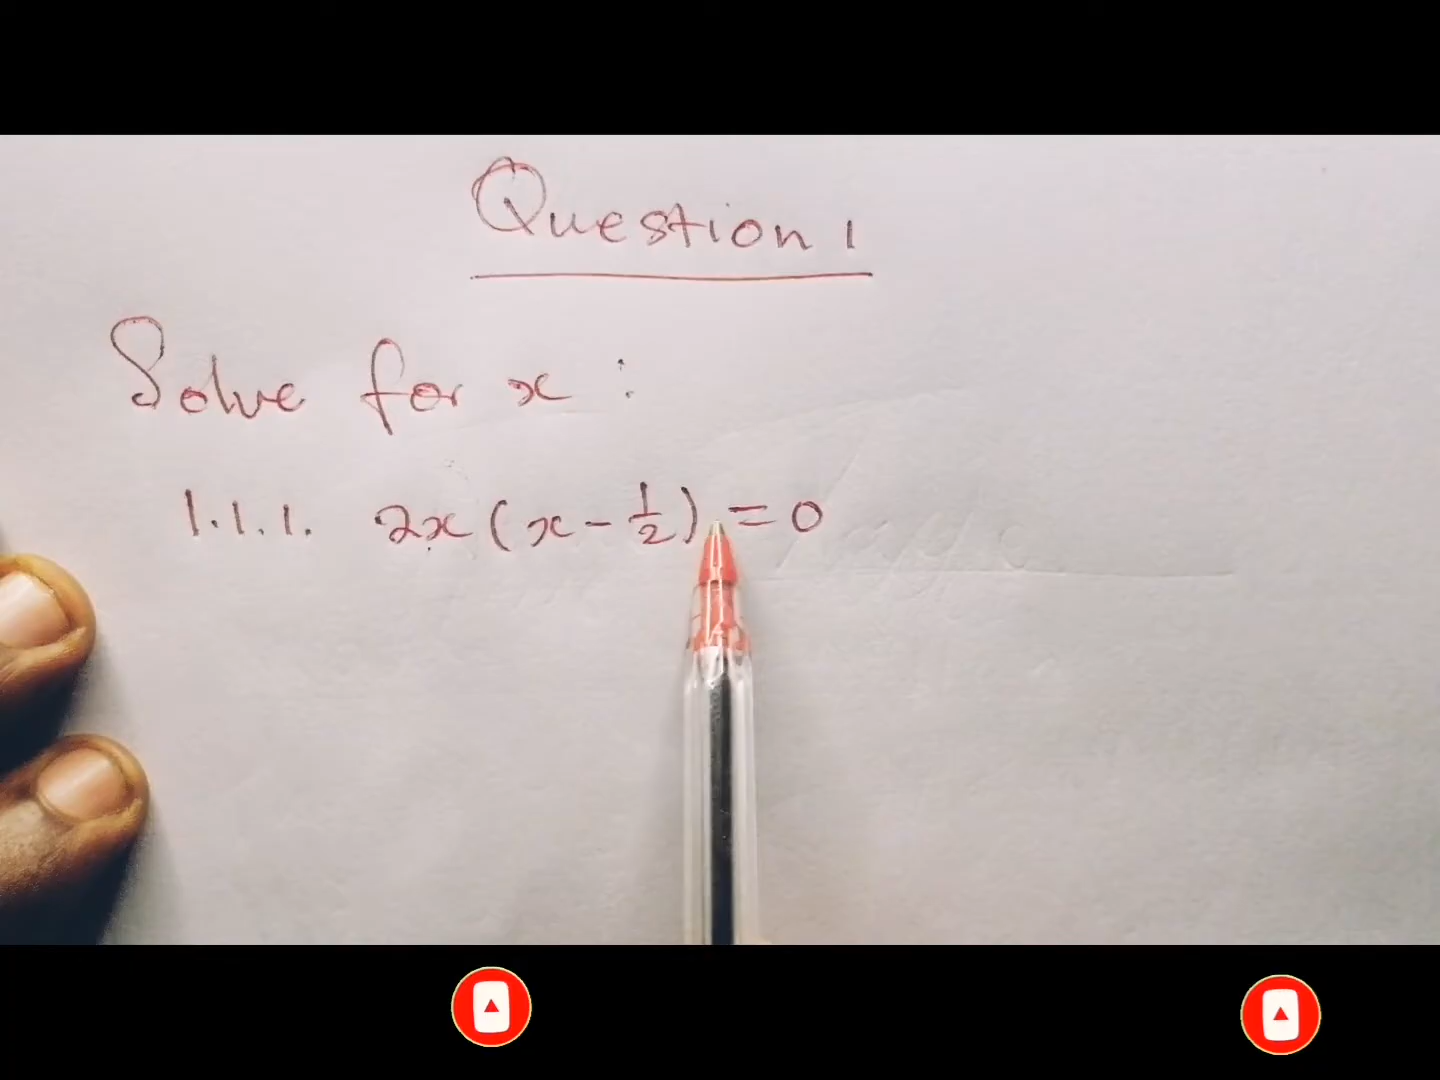 Question 1
Solve for x :
1.1.1. 2x(x - 1/2) = 0